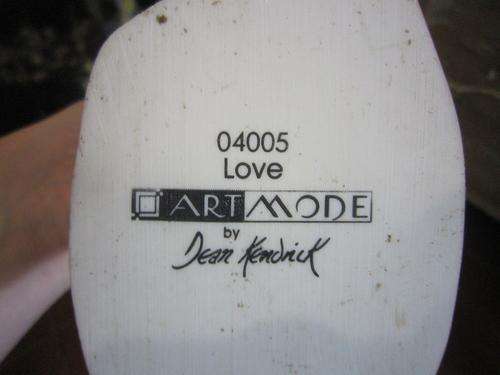 04005
Love
ARTMODE
by
Dean Kendrick